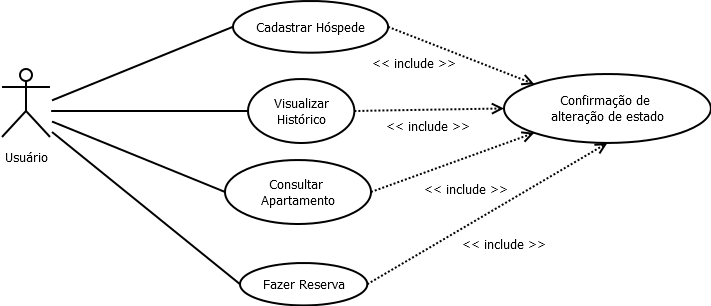 Cadastrar Hóspede
<< include >>
Visualizar
Histórico
<< include >>
Confirmação de
alteração de estado
Usuário
Consultar
Apartamento
<< include >>
<< include >>
Fazer Reserva